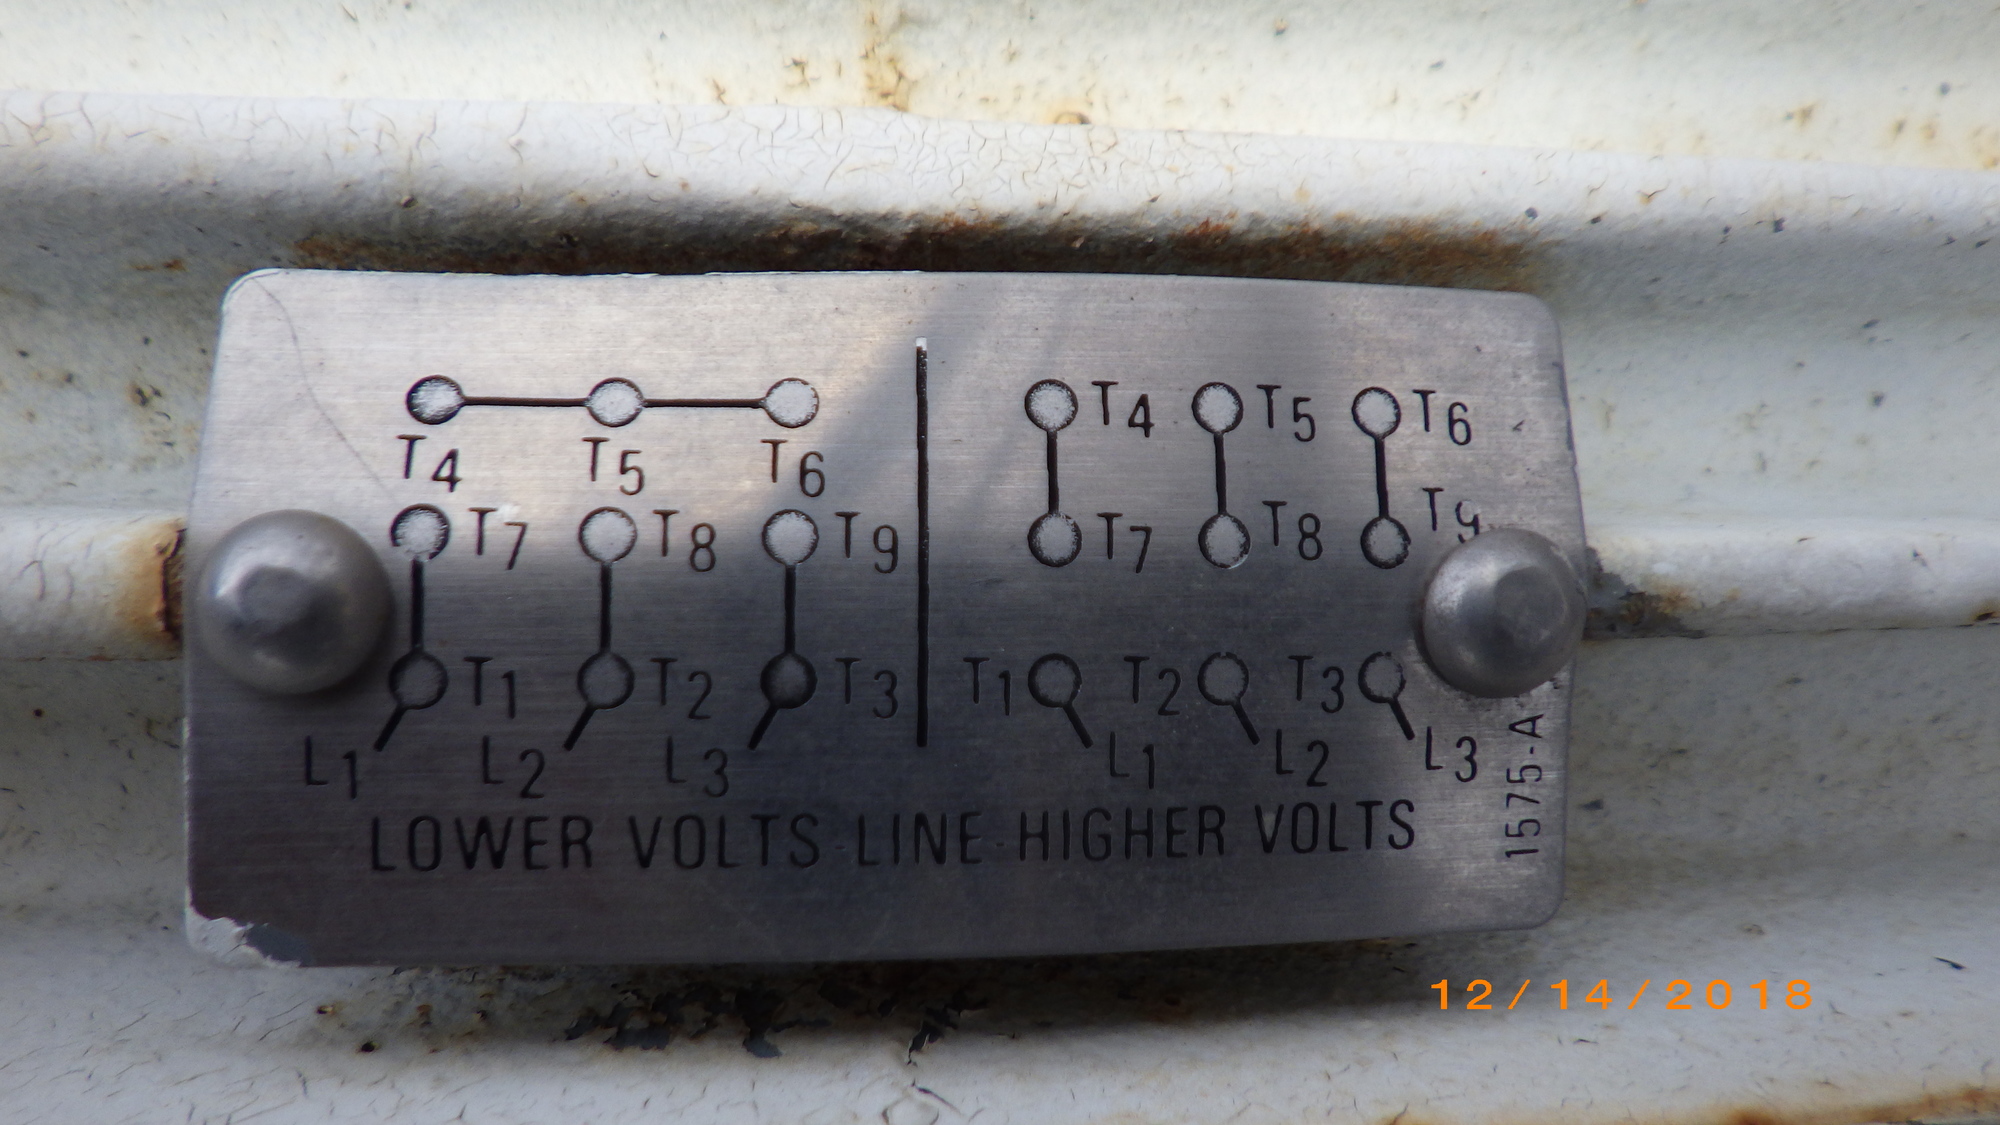 T4 T5 T6
T7 T8 T9
T1 T2 T3
L1 L2 L3
T4 T5 T6
T7 T8 T9
T1 T2 T3
L1 L2 L3
LOWER VOLTS-LINE-HIGHER VOLTS
1575-A
12/14/2018